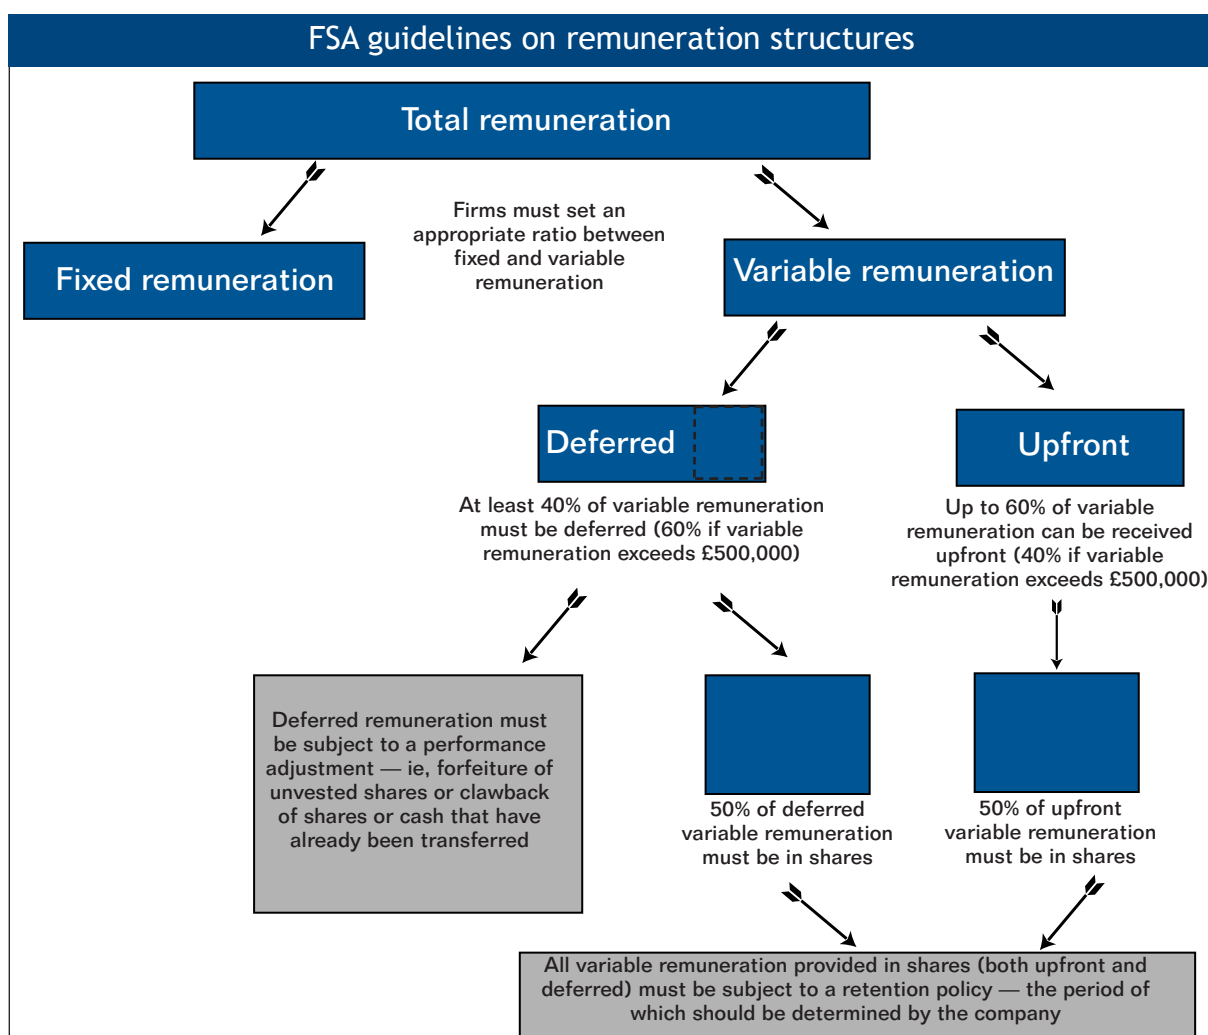 FSA guidelines on remuneration structures
Total remuneration
Firms must set an
appropriate ratio between
fixed and variable
remuneration
Fixed remuneration
Variable remuneration
Deferred
At least 40% of variable remuneration
must be deferred (60% if variable
remuneration exceeds £500,000)
Upfront
Up to 60% of variable
remuneration can be received
upfront (40% if variable
remuneration exceeds £500,000)
Deferred remuneration must
be subject to a performance
adjustment — ie, forfeiture of
unvested shares or clawback
of shares or cash that have
already been transferred
50% of deferred
variable remuneration
must be in shares
50% of upfront
variable remuneration
must be in shares
All variable remuneration provided in shares (both upfront and
deferred) must be subject to a retention policy — the period of
which should be determined by the company